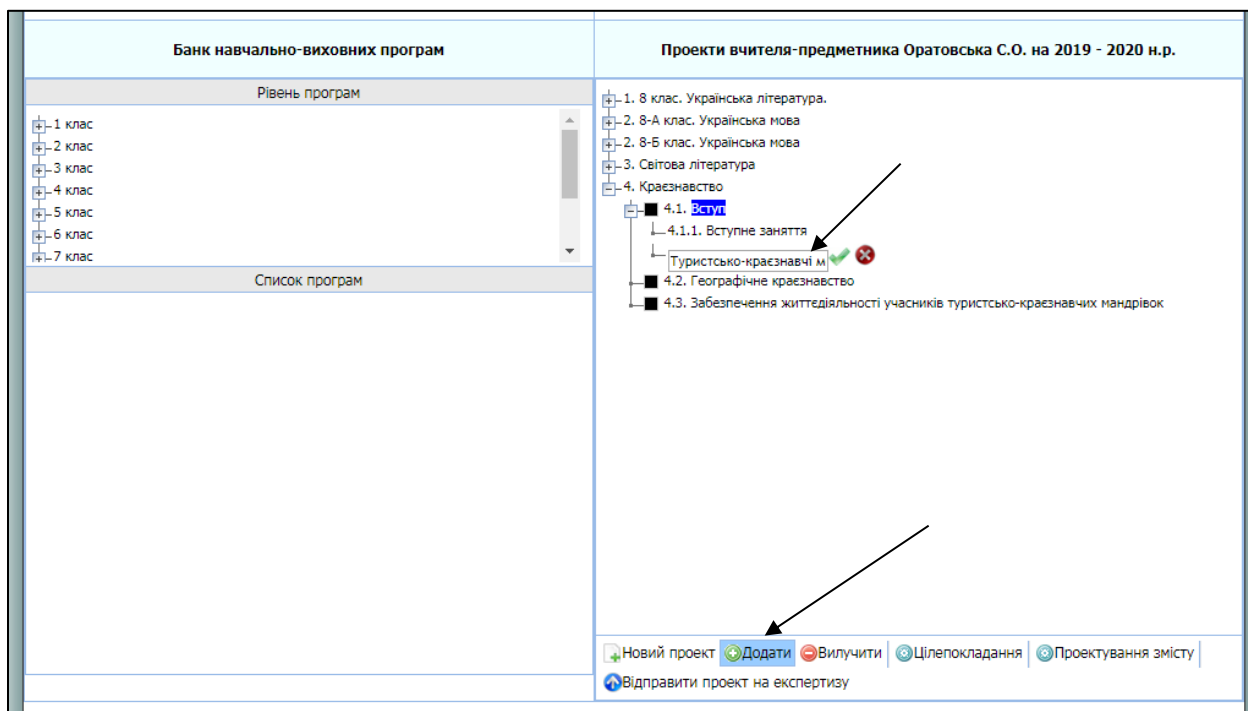 Банк навчально-виховних програм
Проекти вчителя-предметника Оратовська С.О. на 2019 - 2020 н.р.
Рівень програм
1 клас
2 клас
3 клас
4 клас
5 клас
6 клас
7 клас
Список програм
1. 8 клас. Українська література.
2. 8-А клас. Українська мова
2. 8-Б клас. Українська мова
3. Світова література
4. Краєзнавство
4.1. Вступ
4.1.1. Вступне заняття
Туристсько-краєзнавчі м
4.2. Географічне краєзнавство
4.3. Забезпечення життєдіяльності учасників туристсько-краєзнавчих мандрівок
Новий проект Додати Вилучити Цілепокладання Проектування змісту
Відправити проект на експертизу